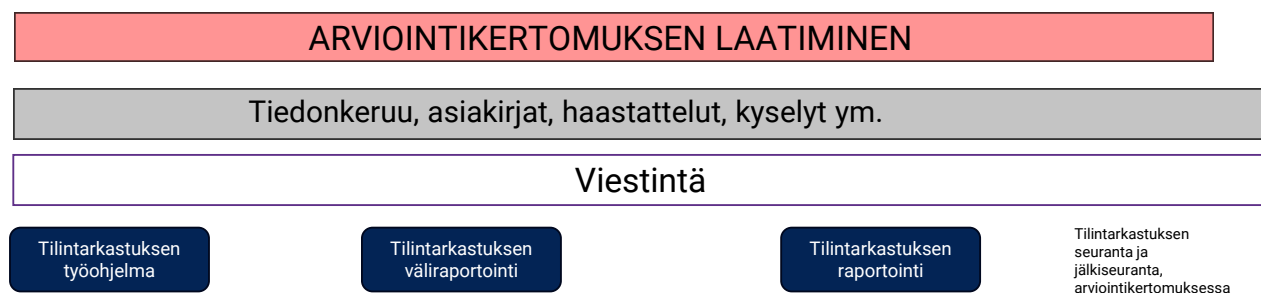 ARVIOINTIKERTOMUKSEN LAATIMINEN
Tiedonkeruu, asiakirjat, haastattelut, kyselyt ym.
Viestintä
Tilintarkastuksen
työohjelma
Tilintarkastuksen
väliraportointi
Tilintarkastuksen
raportointi
Tilintarkastuksen
seuranta ja
jälkiseuranta,
arviointikertomuksessa